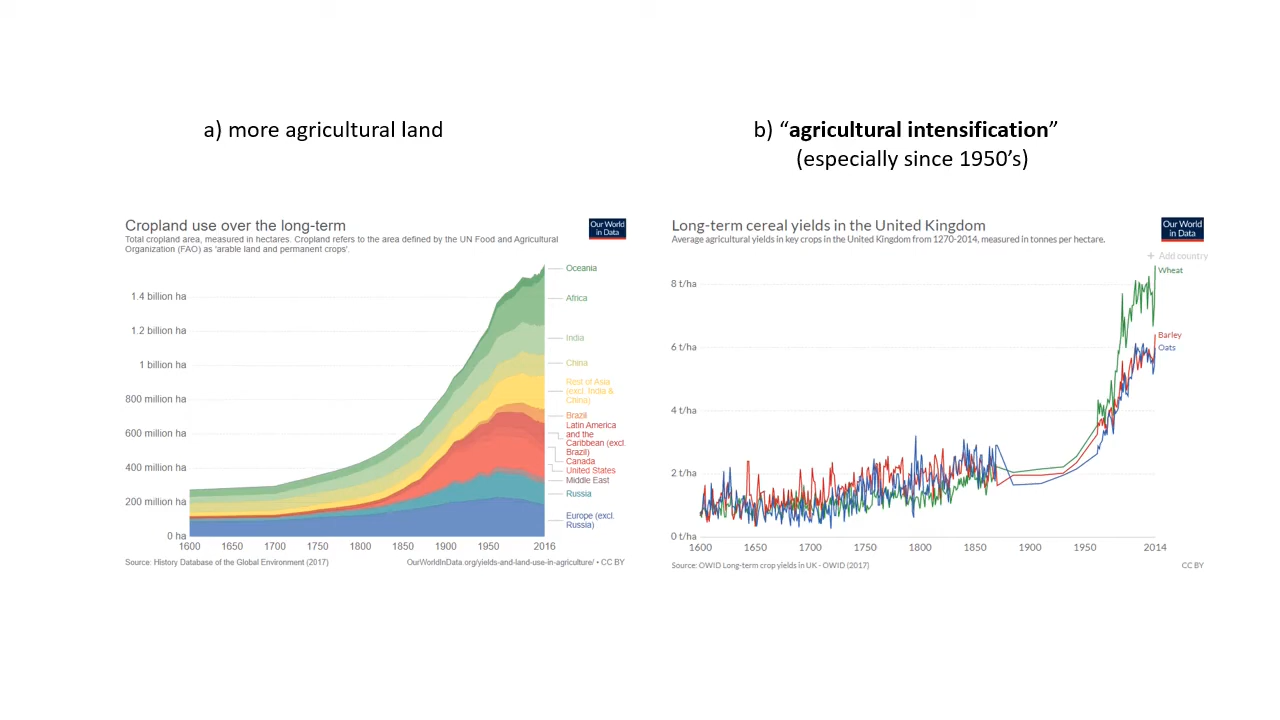 a) more agricultural land
b) “agricultural intensification”
(especially since 1950’s)
Cropland use over the long-term
Total cropland area, measured in hectares. Cropland refers to the area defined by the UN Food and Agricultural
Organization (FAO) as 'arable land and permanent crops'.
Our World
in Data
1.4 billion ha
1.2 billion ha
1 billion ha
800 million ha
600 million ha
400 million ha
200 million ha
0 ha
1600 1650 1700 1750 1800 1850 1900 1950 2016
Oceania
Africa
India
China
Rest of Asia
(excl. India &
China)
Brazil
Latin America
and the
Caribbean (excl.
Brazil)
Canada
United States
Middle East
Russia
Europe (excl.
Russia)
Source: History Database of the Global Environment (2017)
OurWorldInData.org/yields-and-land-use-in-agriculture/ • CC BY
Long-term cereal yields in the United Kingdom
Average agricultural yields in key crops in the United Kingdom from 1270-2014, measured in tonnes per hectare.
Our World
in Data
+ Add country
8 t/ha
6 t/ha
4 t/ha
2 t/ha
0 t/ha
1600 1650 1700 1750 1800 1850 1900 1950 2014
Wheat
Barley
Oats
Source: OWID Long-term crop yields in UK - OWID (2017)
CC BY